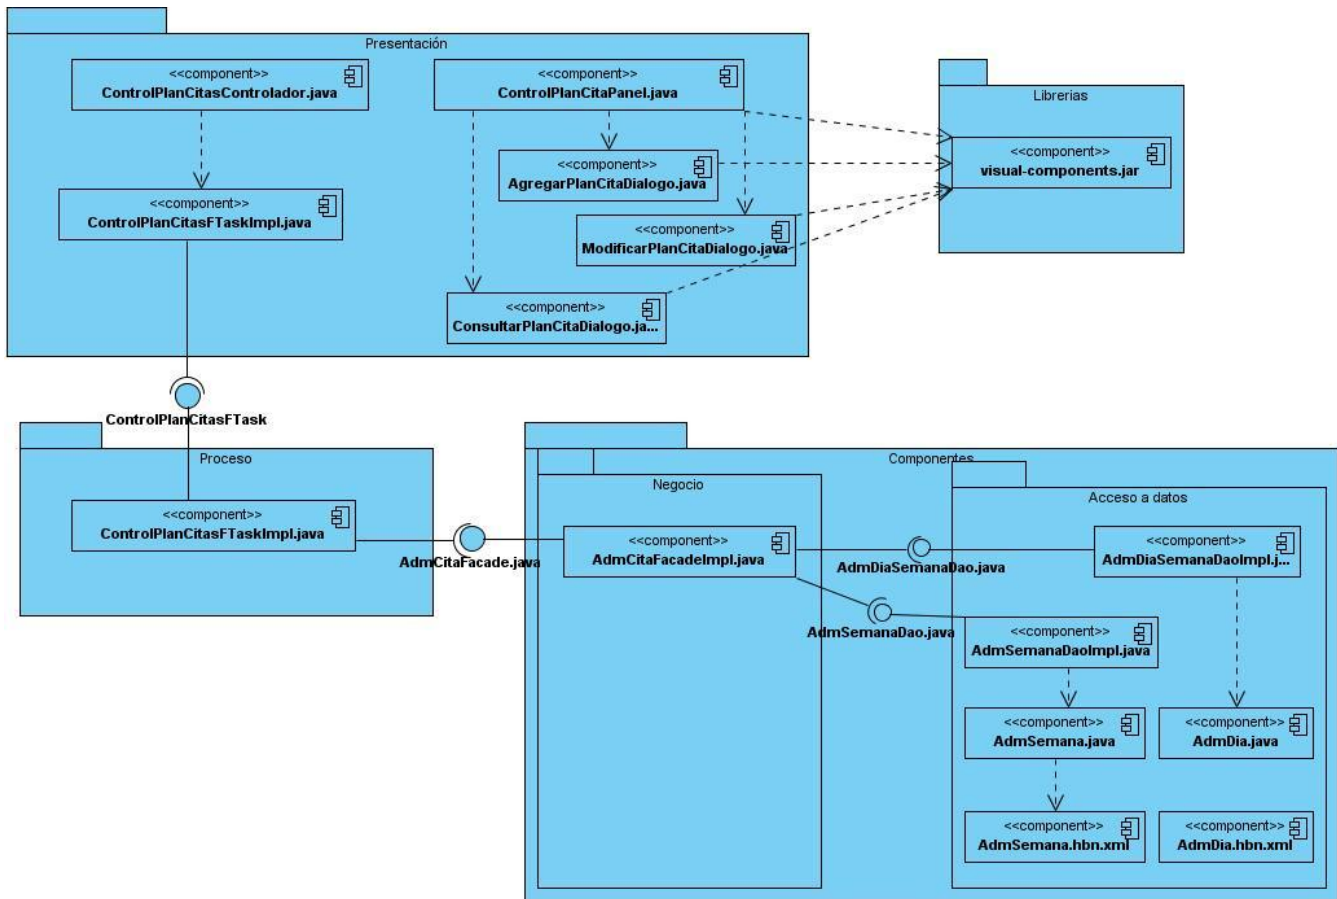 Presentación
<<component>>
ControlPlanCitasControlador.java
<<component>>
ControlPlanCitaPanel.java
Librerias
<<component>>
visual-components.jar
<<component>>
AgregarPlanCitaDialogo.java
<<component>>
ControlPlanCitasFTaskImpl.java
<<component>>
ModificarPlanCitaDialogo.java
<<component>>
ConsultarPlanCitaDialogo.ja...
ControlPlanCitasFTask
Proceso
<<component>>
ControlPlanCitasFTaskImpl.java
AdmCitaFacade.java
Componentes
Negocio
<<component>>
AdmCitaFacadeImpl.java
AdmDiaSemanaDao.java
AdmSemanaDao.java
Acceso a datos
<<component>>
AdmDiaSemanaDaoImpl.j...
<<component>>
AdmSemanaDaoImpl.java
<<component>>
AdmSemana.java
<<component>>
AdmDia.java
<<component>>
AdmSemana.hbn.xml
<<component>>
AdmDia.hbn.xml